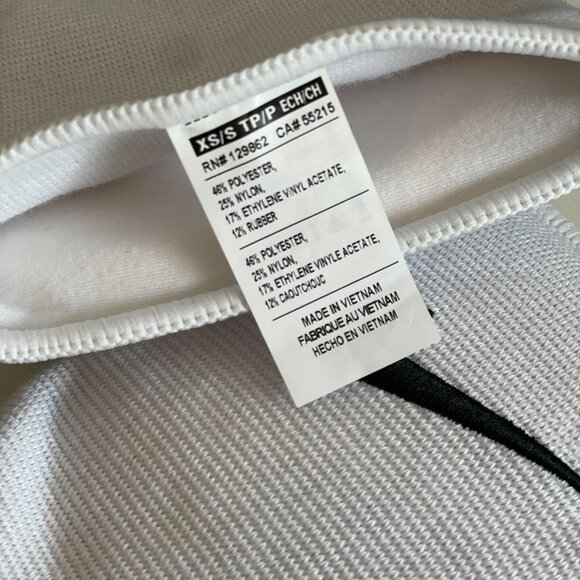 XS/S TP/P ECH/CH
RN# 129862 CA# 55215
46% POLYESTER,
25% NYLON,
17% ETHYLENE VINYL ACETATE,
12% RUBBER
46% POLYESTER,
25% NYLON,
17% ETHYLENE VINYLE ACETATE,
12% CAOUTCHOUC
MADE IN VIETNAM
FABRIQUE AU VIETNAM
HECHO EN VIETNAM